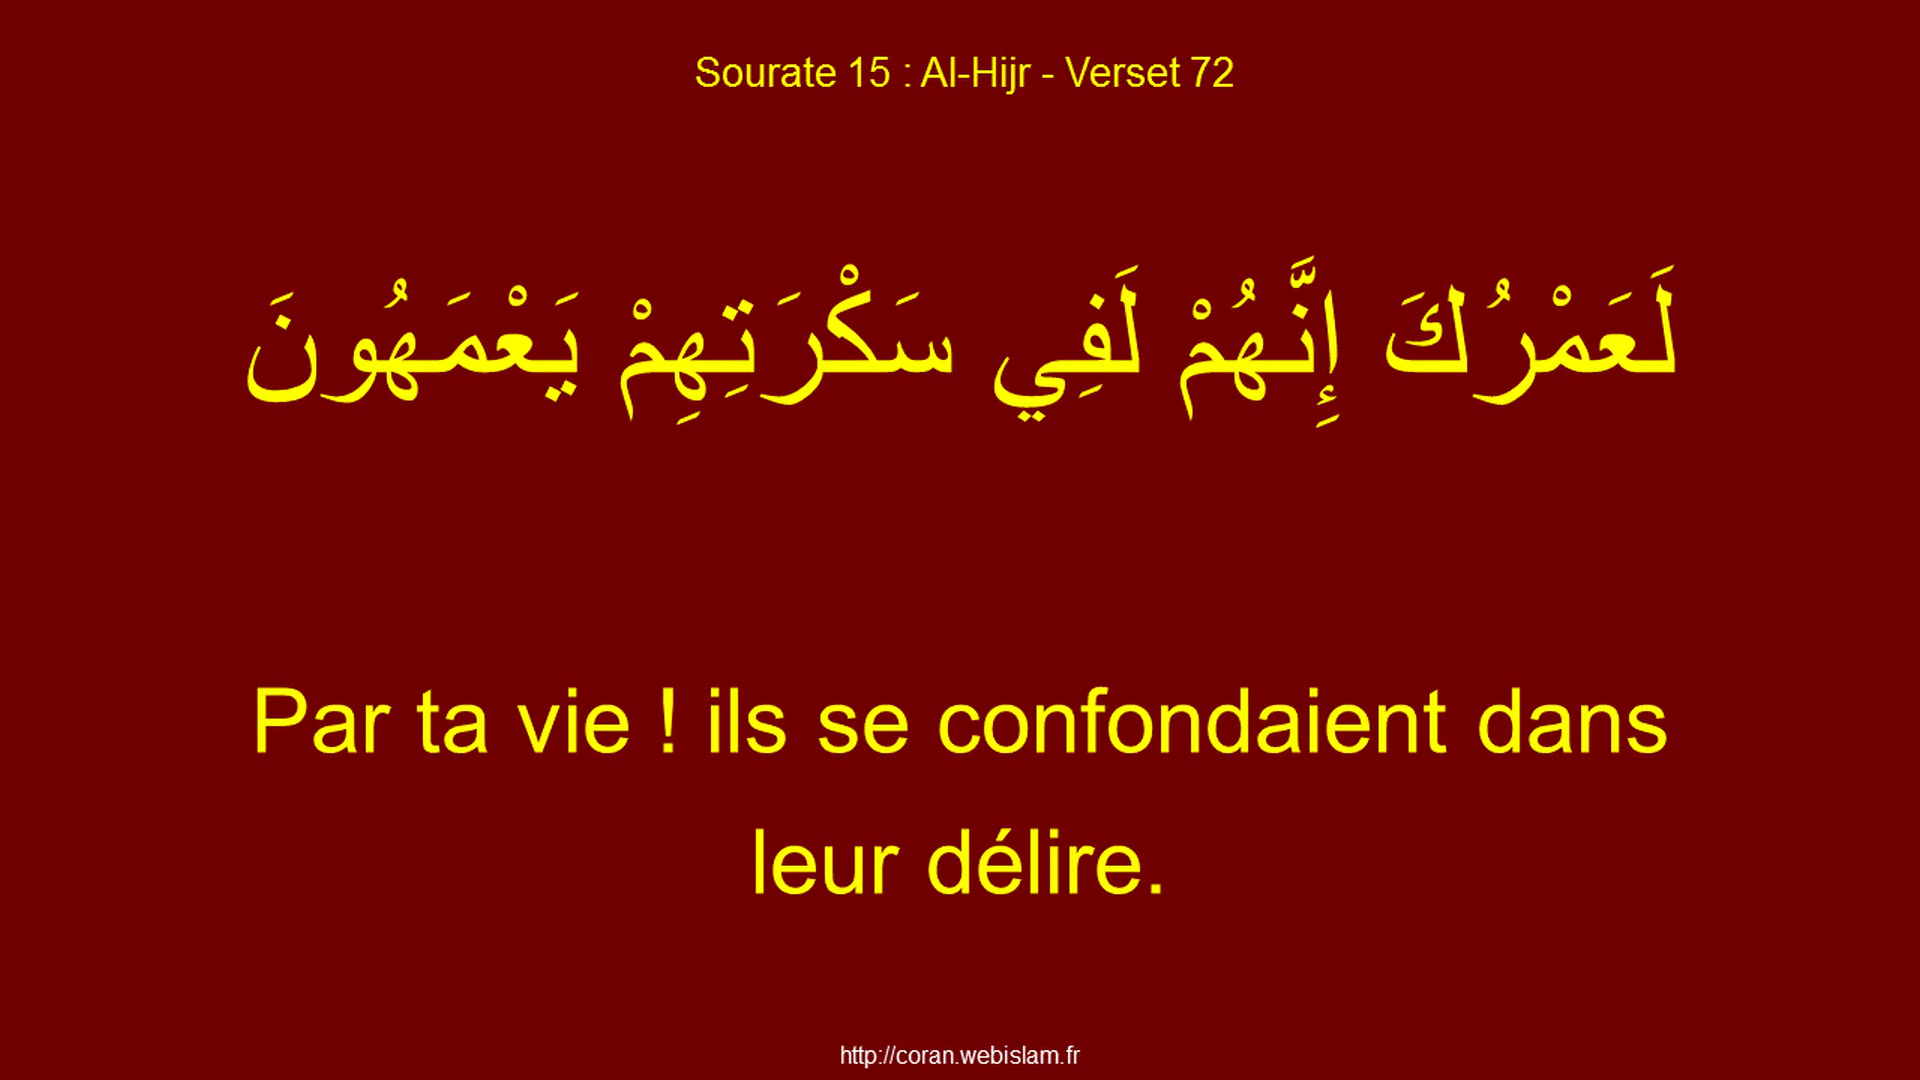 Sourate 15 : Al-Hijr - Verset 72
لَعَمْرُكَ إِنَّهُمْ لَفِي سَكْرَتِهِمْ يَعْمَهُونَ
Par ta vie ! ils se confondaient dans
leur délire.
http://coran.webislam.fr